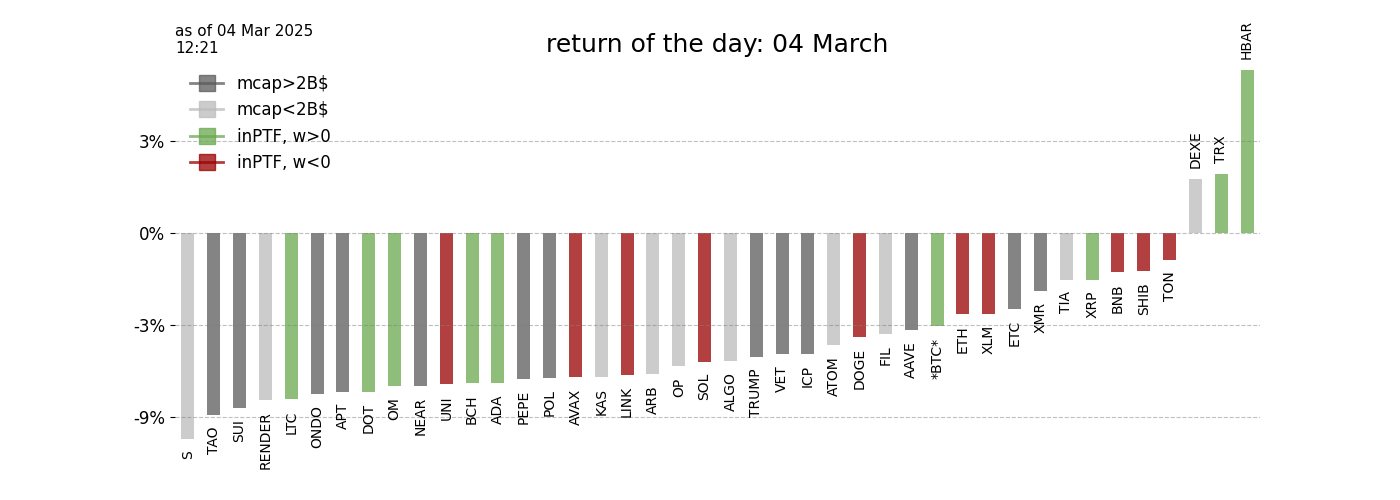 as of 04 Mar 2025
12:21
return of the day: 04 March
mcap>2B$
mcap<2B$
inPTF, w>0
inPTF, w<0
3%
0%
-3%
-9%
S
TAO
SUI
RENDER
LTC
ONDO
APT
DOT
OM
NEAR
UNI
BCH
ADA
PEPE
POL
AVAX
KAS
LINK
ARB
OP
SOL
ALGO
TRUMP
VET
ICP
ATOM
DOGE
FIL
AAVE
*BTC*
ETH
XLM
ETC
XMR
TIA
XRP
BNB
SHIB
TON
DEXE
TRX
HBAR